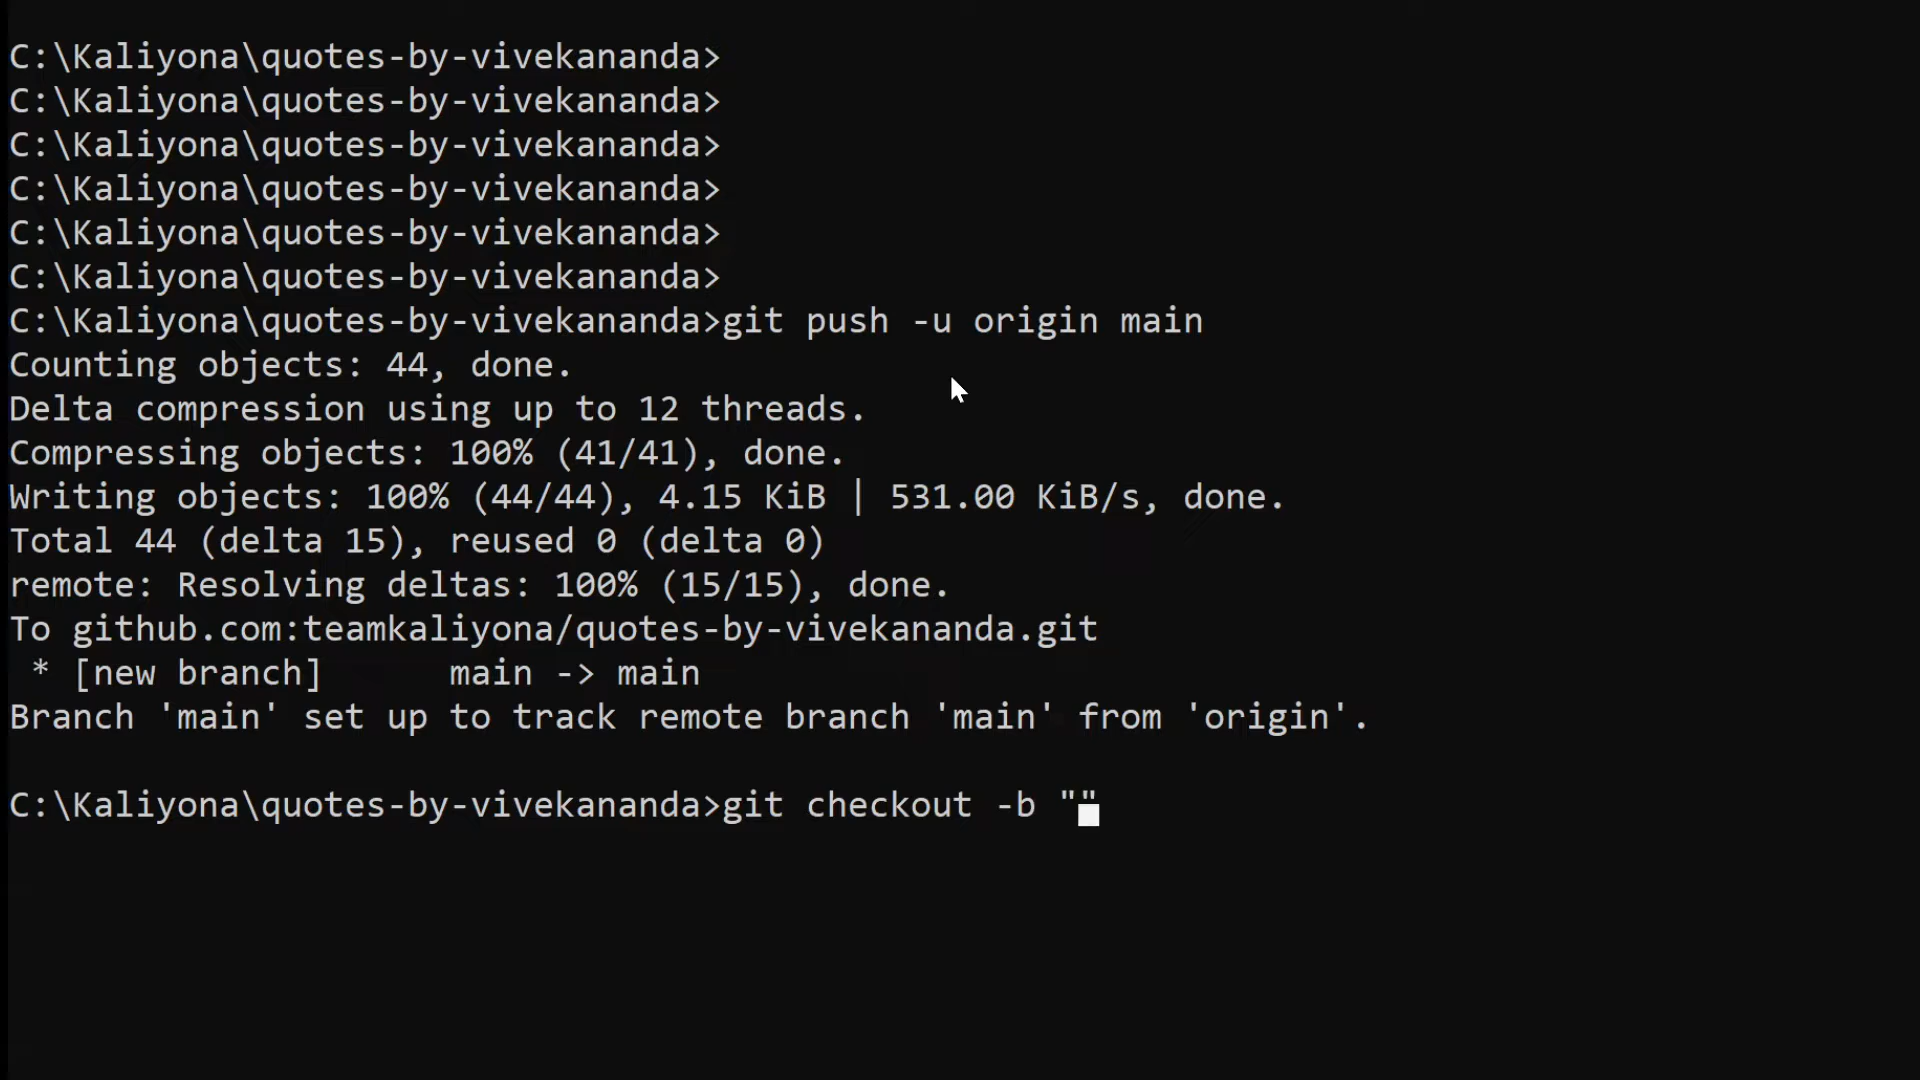 C:\Kaliyona\quotes-by-vivekananda>
C:\Kaliyona\quotes-by-vivekananda>
C:\Kaliyona\quotes-by-vivekananda>
C:\Kaliyona\quotes-by-vivekananda>
C:\Kaliyona\quotes-by-vivekananda>
C:\Kaliyona\quotes-by-vivekananda>
C:\Kaliyona\quotes-by-vivekananda>git push -u origin main
Counting objects: 44, done.
Delta compression using up to 12 threads.
Compressing objects: 100% (41/41), done.
Writing objects: 100% (44/44), 4.15 KiB | 531.00 KiB/s, done.
Total 44 (delta 15), reused 0 (delta 0)
remote: Resolving deltas: 100% (15/15), done.
To github.com:teamkaliyona/quotes-by-vivekananda.git
 * [new branch]      main -> main
Branch 'main' set up to track remote branch 'main' from 'origin'.
C:\Kaliyona\quotes-by-vivekananda>git checkout -b ""